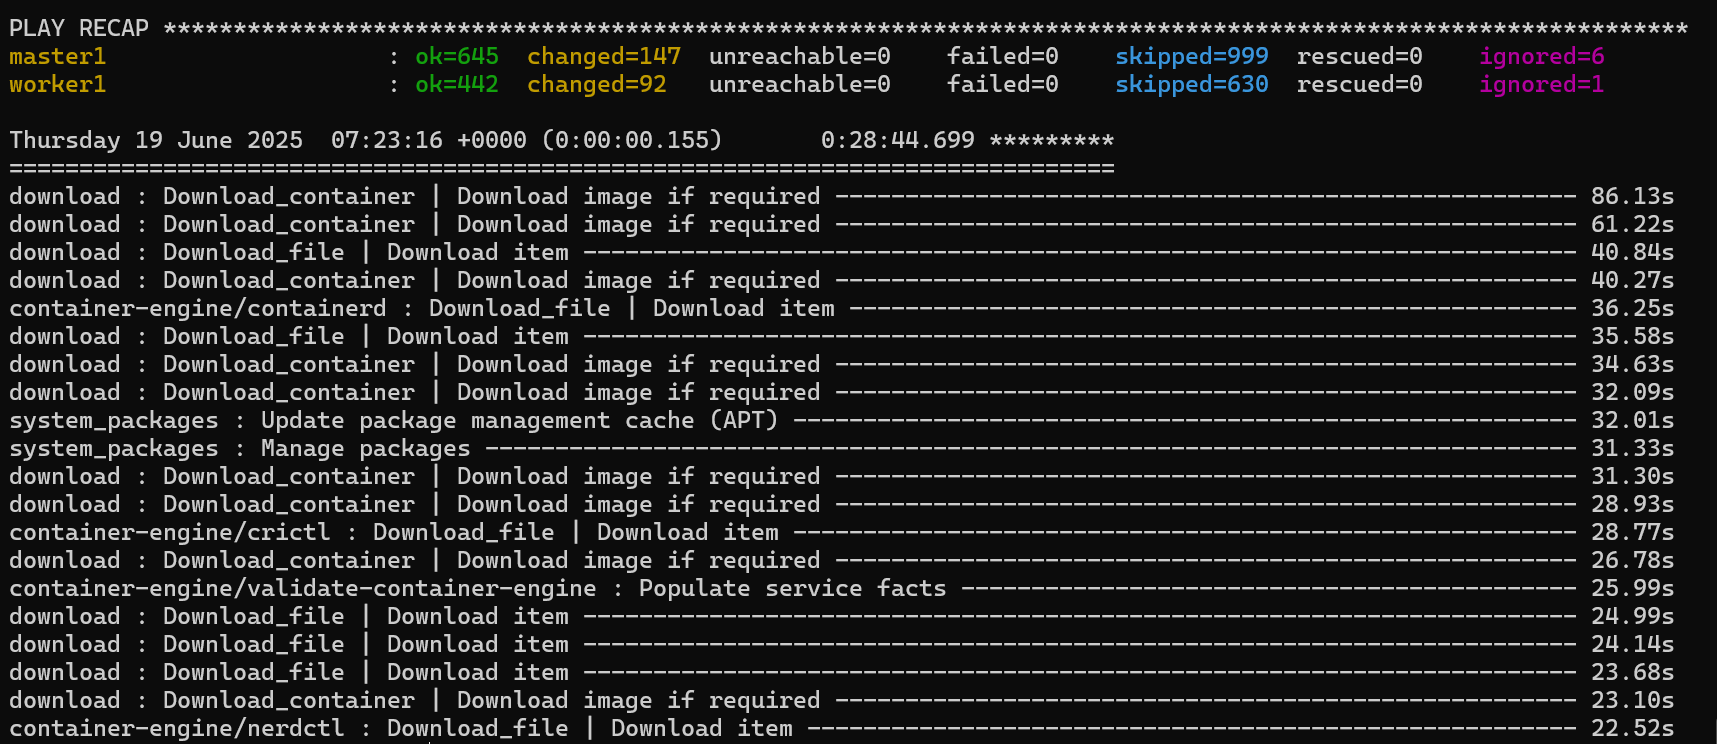 PLAY RECAP *************************************************************************************************************
master1                    : ok=645  changed=147  unreachable=0    failed=0    skipped=999  rescued=0    ignored=6
worker1                    : ok=442  changed=92   unreachable=0    failed=0    skipped=630  rescued=0    ignored=1
Thursday 19 June 2025  07:23:16 +0000 (0:00:00.155)       0:28:44.699 *********
===============================================================================
download : Download_container | Download image if required ----------------------------------------------------- 86.13s
download : Download_container | Download image if required ----------------------------------------------------- 61.22s
download : Download_file | Download item ----------------------------------------------------------------------- 40.84s
download : Download_container | Download image if required ----------------------------------------------------- 40.27s
container-engine/containerd : Download_file | Download item ---------------------------------------------------- 36.25s
download : Download_file | Download item ----------------------------------------------------------------------- 35.58s
download : Download_container | Download image if required ----------------------------------------------------- 34.63s
download : Download_container | Download image if required ----------------------------------------------------- 32.09s
system_packages : Update package management cache (APT) -------------------------------------------------------- 32.01s
system_packages : Manage packages ------------------------------------------------------------------------------ 31.33s
download : Download_container | Download image if required ----------------------------------------------------- 31.30s
download : Download_container | Download image if required ----------------------------------------------------- 28.93s
container-engine/crictl : Download_file | Download item -------------------------------------------------------- 28.77s
download : Download_container | Download image if required ----------------------------------------------------- 26.78s
container-engine/validate-container-engine : Populate service facts -------------------------------------------- 25.99s
download : Download_file | Download item ----------------------------------------------------------------------- 24.99s
download : Download_file | Download item ----------------------------------------------------------------------- 24.14s
download : Download_file | Download item ----------------------------------------------------------------------- 23.68s
download : Download_container | Download image if required ----------------------------------------------------- 23.10s
container-engine/nerdctl : Download_file | Download item ------------------------------------------------------- 22.52s